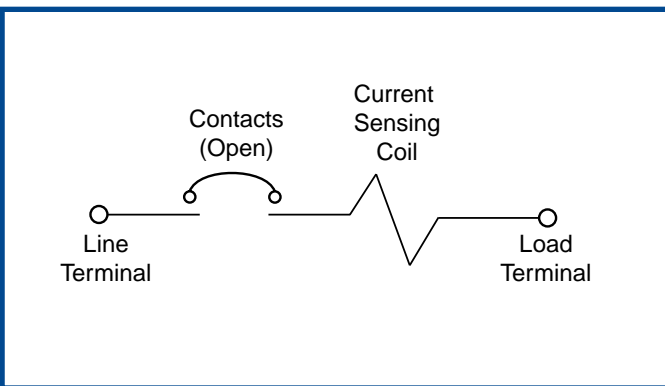 Contacts
(Open)
Current
Sensing
Coil
Line
Terminal
Load
Terminal